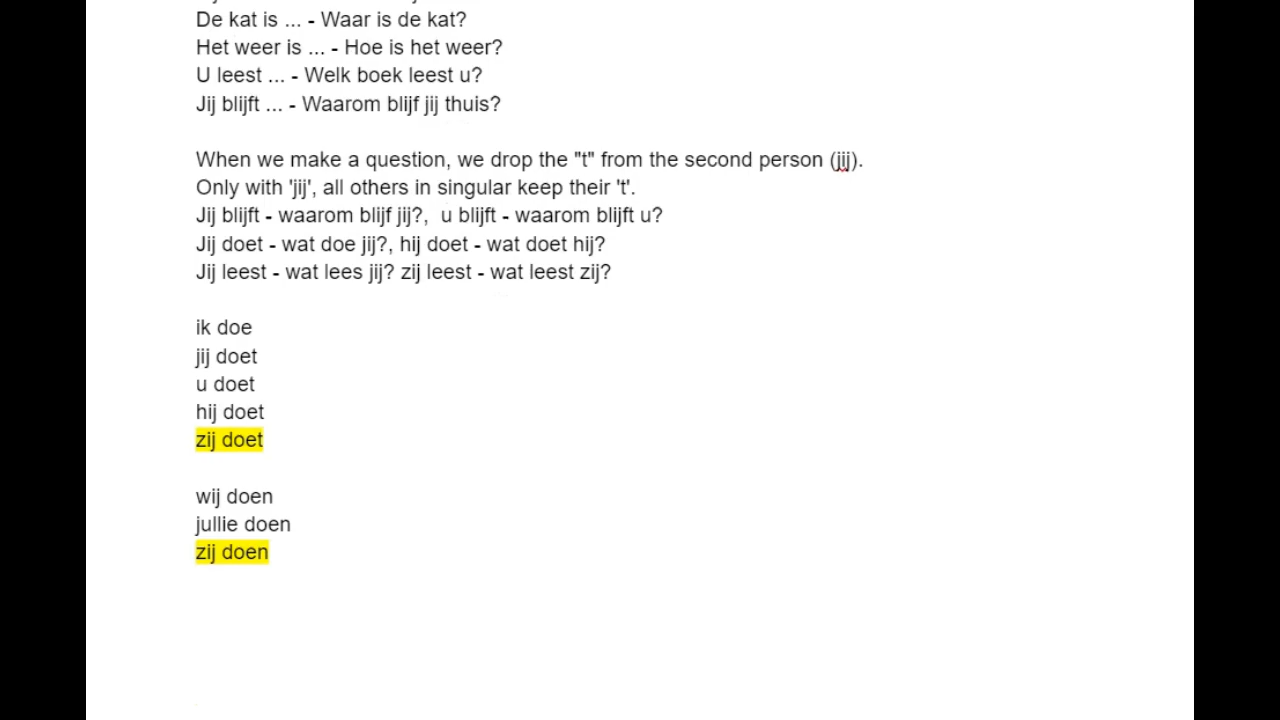 De kat is ... - Waar is de kat?
Het weer is ... - Hoe is het weer?
U leest ... - Welk boek leest u?
Jij blijft ... - Waarom blijf jij thuis?
When we make a question, we drop the "t" from the second person (jij).
Only with 'jij', all others in singular keep their 't'.
Jij blijft - waarom blijf jij?,  u blijft - waarom blijft u?
Jij doet - wat doe jij?, hij doet - wat doet hij?
Jij leest - wat lees jij? zij leest - wat leest zij?
ik doe
jij doet
u doet
hij doet
zij doet
wij doen
jullie doen
zij doen